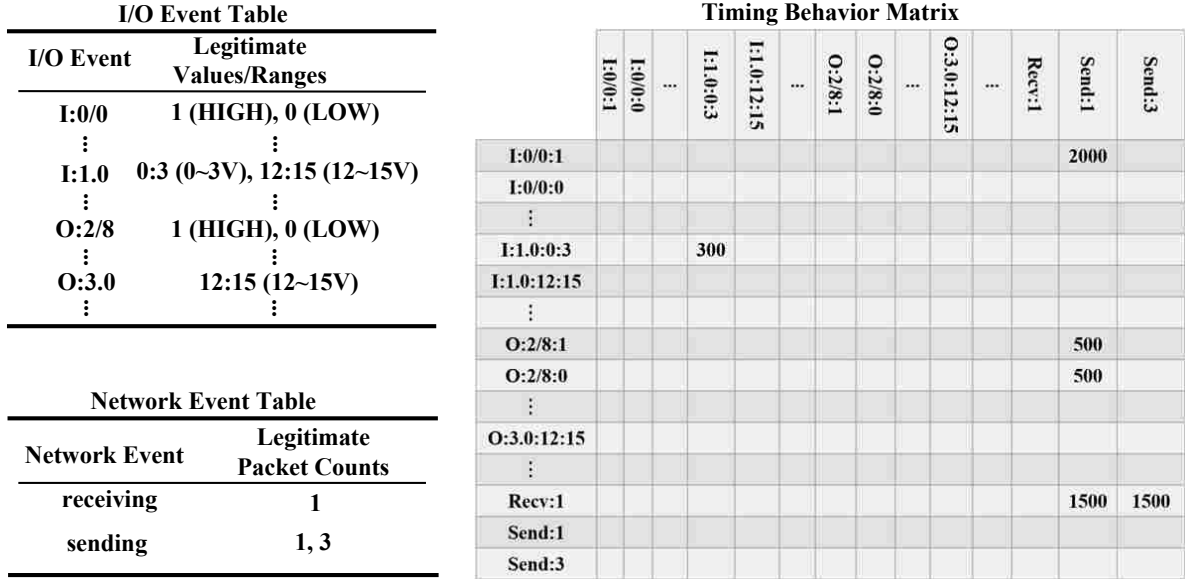 I/O Event Table
I/O Event Legitimate Values/Ranges
I:0/0 1 (HIGH), 0 (LOW)
⋮ ⋮
I:1.0 0:3 (0~3V), 12:15 (12~15V)
⋮ ⋮
O:2/8 1 (HIGH), 0 (LOW)
⋮ ⋮
O:3.0 12:15 (12~15V)
⋮ ⋮
Network Event Table
Network Event Legitimate Packet Counts
receiving 1
sending 1, 3
Timing Behavior Matrix
I:0/0:1 I:0/0:0 ... I:1.0:0:3 I:1.0:12:15 ... O:2/8:1 O:2/8:0 ... O:3.0:12:15 ... Recv:1 Send:1 Send:3
I:0/0:1 2000
I:0/0:0
⋮
I:1.0:0:3 300
I:1.0:12:15
⋮
O:2/8:1 500
O:2/8:0 500
⋮
O:3.0:12:15
⋮
Recv:1 1500 1500
Send:1
Send:3